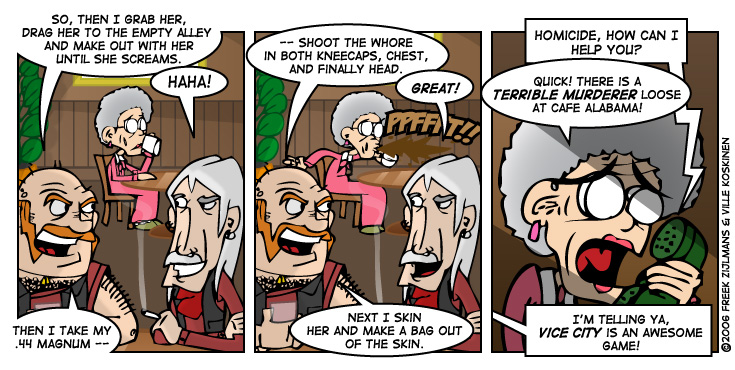 SO, THEN I GRAB HER,
DRAG HER TO THE EMPTY ALLEY
AND MAKE OUT WITH HER
UNTIL SHE SCREAMS.
HAHA!
THEN I TAKE MY
.44 MAGNUM --
-- SHOOT THE WHORE
IN BOTH KNEECAPS, CHEST,
AND FINALLY HEAD.
GREAT!
PPFFFT!!
NEXT I SKIN
HER AND MAKE A BAG OUT
OF THE SKIN.
HOMICIDE, HOW CAN I
HELP YOU?
QUICK! THERE IS A
TERRIBLE MURDERER LOOSE
AT CAFE ALABAMA!
I'M TELLING YA,
VICE CITY IS AN AWESOME
GAME!
©2006 FREEK ZIJLMANS & VILLE KOSKINEN